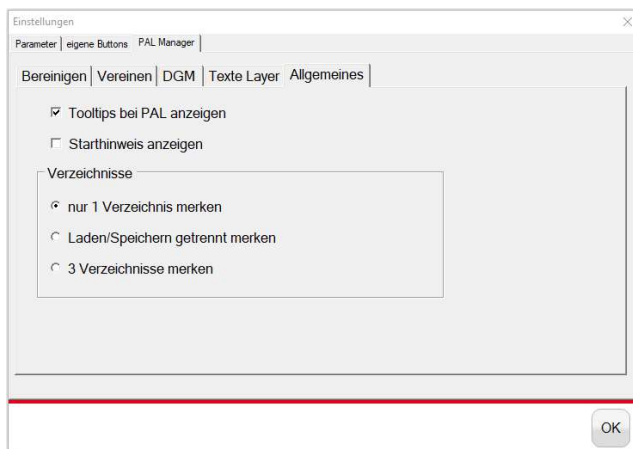 Einstellungen
Parameter eigene Buttons PAL Manager
Bereinigen Vereinen DGM Texte Layer Allgemeines
Tooltips bei PAL anzeigen
Starthinweis anzeigen
Verzeichnisse
nur 1 Verzeichnis merken
Laden/Speichern getrennt merken
3 Verzeichnisse merken
OK